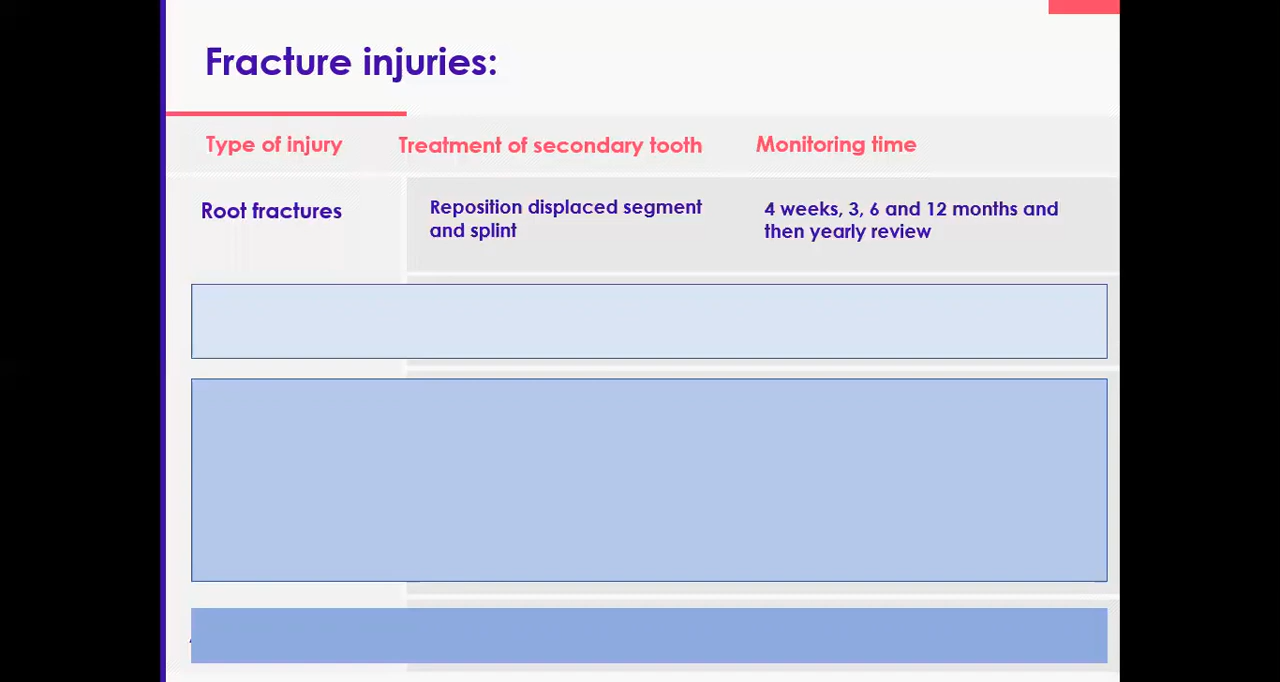 Fracture injuries:
Type of injury Treatment of secondary tooth Monitoring time
Root fractures
Reposition displaced segment
and splint
4 weeks, 3, 6 and 12 months and
then yearly review